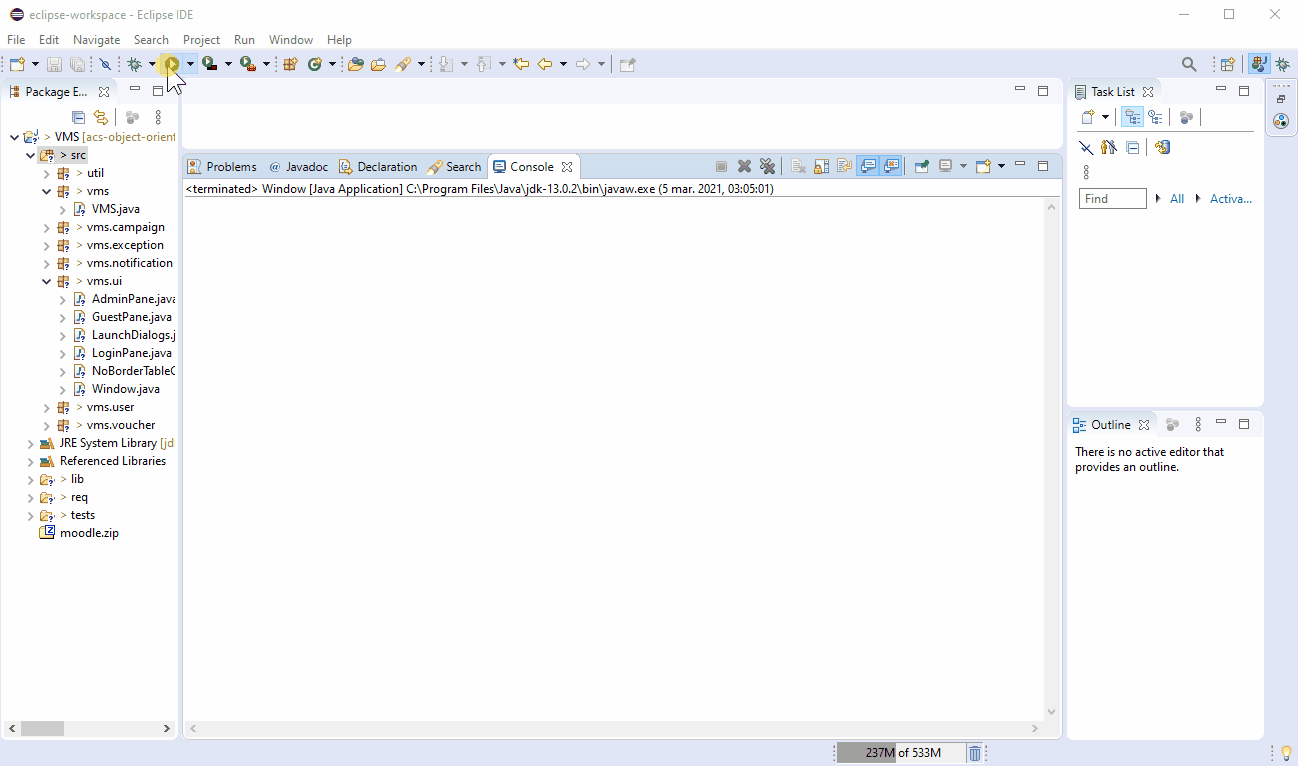 eclipse-workspace - Eclipse IDE
File Edit Navigate Search Project Run Window Help
Package E...
> VMS [acs-object-orient
> src
> util
> vms
VMS.java
> vms.campaign
> vms.exception
> vms.notification
> vms.ui
AdminPane.java
GuestPane.java
LaunchDialogs.j
LoginPane.java
NoBorderTableC
Window.java
> vms.user
> vms.voucher
JRE System Library [jd
Referenced Libraries
> lib
> req
> tests
moodle.zip
Problems @ Javadoc Declaration Search Console
<terminated> Window [Java Application] C:\Program Files\Java\jdk-13.0.2\bin\javaw.exe (5 mar. 2021, 03:05:01)
Task List
Find All Activa...
Outline
There is no active editor that
provides an outline.
237M of 533M